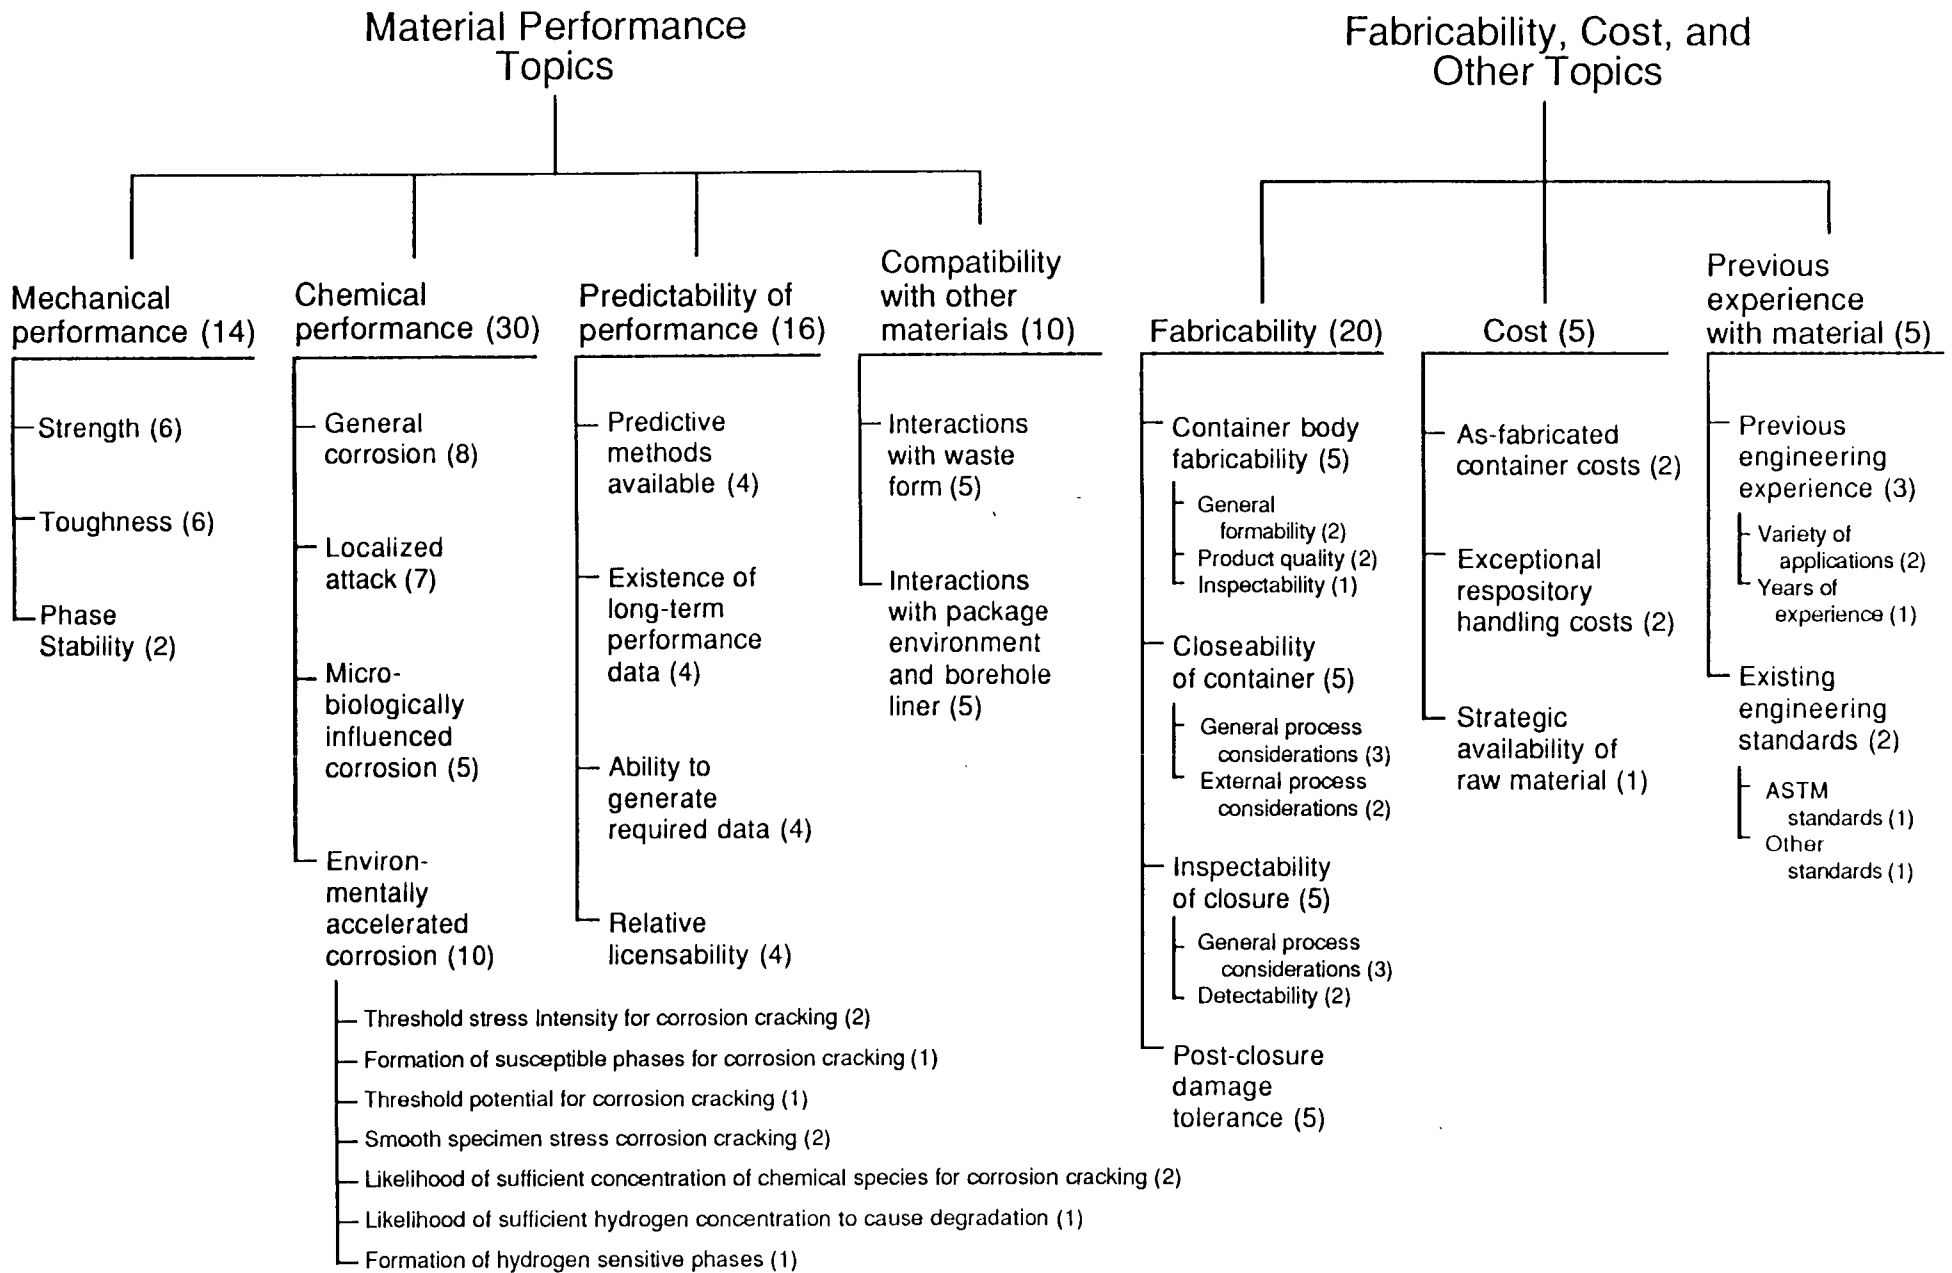 Material Performance
Topics
Mechanical
performance (14)
Strength (6)
Toughness (6)
Phase
Stability (2)
Chemical
performance (30)
General
corrosion (8)
Localized
attack (7)
Micro-
biologically
influenced
corrosion (5)
Environ-
mentally
accelerated
corrosion (10)
Threshold stress Intensity for corrosion cracking (2)
Formation of susceptible phases for corrosion cracking (1)
Threshold potential for corrosion cracking (1)
Smooth specimen stress corrosion cracking (2)
Likelihood of sufficient concentration of chemical species for corrosion cracking (2)
Likelihood of sufficient hydrogen concentration to cause degradation (1)
Formation of hydrogen sensitive phases (1)
Predictability of
performance (16)
Predictive
methods
available (4)
Existence of
long-term
performance
data (4)
Ability to
generate
required data (4)
Relative
licensability (4)
Compatibility
with other
materials (10)
Interactions
with waste
form (5)
Interactions
with package
environment
and borehole
liner (5)
Fabricability, Cost, and
Other Topics
Fabricability (20)
Container body
fabricability (5)
General
formability (2)
Product quality (2)
Inspectability (1)
Closeability
of container (5)
General process
considerations (3)
External process
considerations (2)
Inspectability
of closure (5)
General process
considerations (3)
Detectability (2)
Post-closure
damage
tolerance (5)
Cost (5)
As-fabricated
container costs (2)
Exceptional
respository
handling costs (2)
Strategic
availability of
raw material (1)
Previous
experience
with material (5)
Previous
engineering
experience (3)
Variety of
applications (2)
Years of
experience (1)
Existing
engineering
standards (2)
ASTM
standards (1)
Other
standards (1)